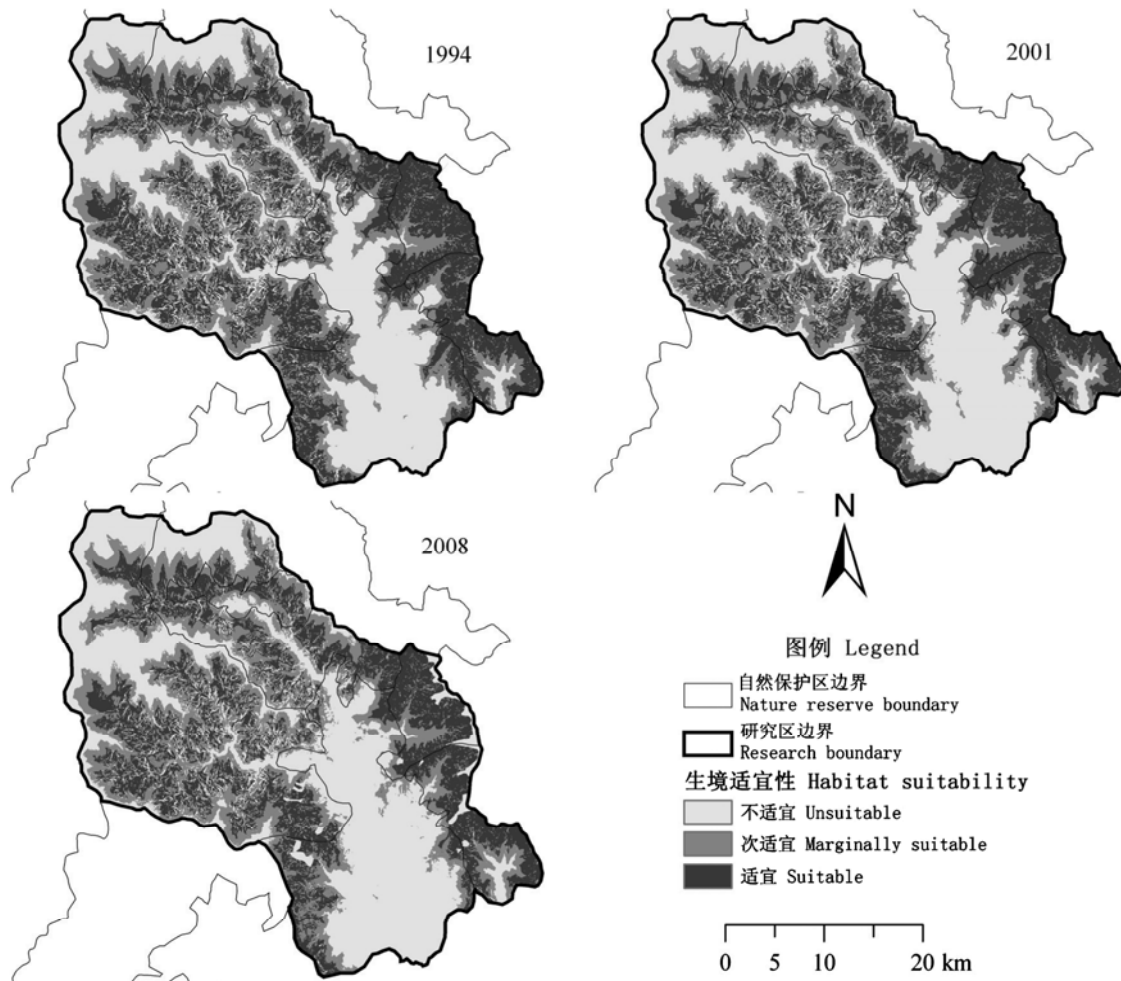 1994
2001
2008
N
图例 Legend
自然保护区边界
Nature reserve boundary
研究区边界
Research boundary
生境适宜性 Habitat suitability
不适宜 Unsuitable
次适宜 Marginally suitable
适宜 Suitable
0 5 10 20 km